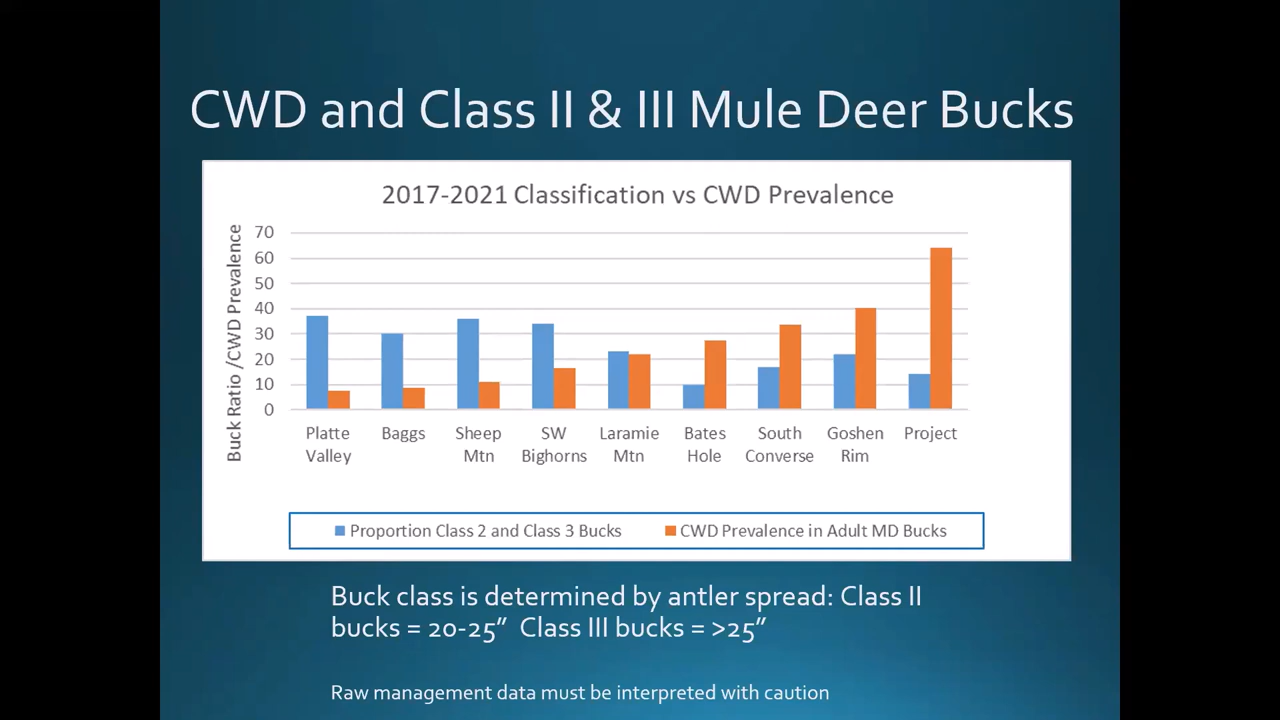 CWD and Class II & III Mule Deer Bucks
2017-2021 Classification vs CWD Prevalence
Buck Ratio /CWD Prevalence
70
60
50
40
30
20
10
0
Platte Valley
Baggs
Sheep Mtn
SW Bighorns
Laramie Mtn
Bates Hole
South Converse
Goshen Rim
Project
Proportion Class 2 and Class 3 Bucks
CWD Prevalence in Adult MD Bucks
Buck class is determined by antler spread: Class II
bucks = 20-25” Class III bucks = >25”
Raw management data must be interpreted with caution